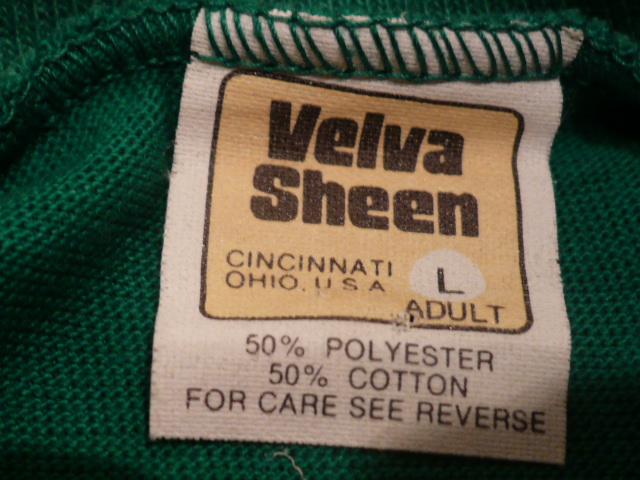 Velva
Sheen
CINCINNATI
OHIO, U.S.A
L
ADULT
50% POLYESTER
50% COTTON
FOR CARE SEE REVERSE